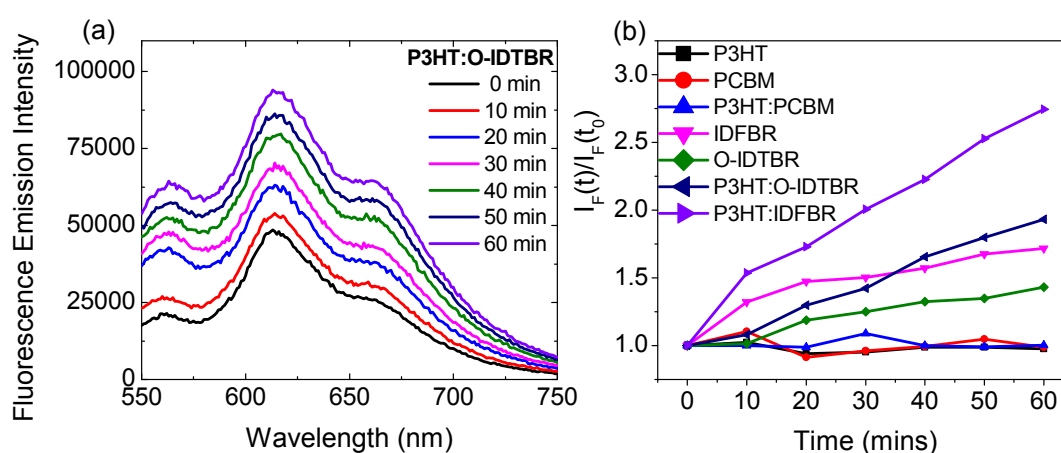 (a)
P3HT:O-IDTBR
0 min
10 min
20 min
30 min
40 min
50 min
60 min
Fluorescence Emission Intensity
100000
75000
50000
25000
0
550
600
650
700
750
Wavelength (nm)
(b)
P3HT
PCBM
P3HT:PCBM
IDFBR
O-IDTBR
P3HT:O-IDTBR
P3HT:IDFBR
I_F(t)/I_F(t_0)
3.0
2.5
2.0
1.5
1.0
0
10
20
30
40
50
60
Time (mins)